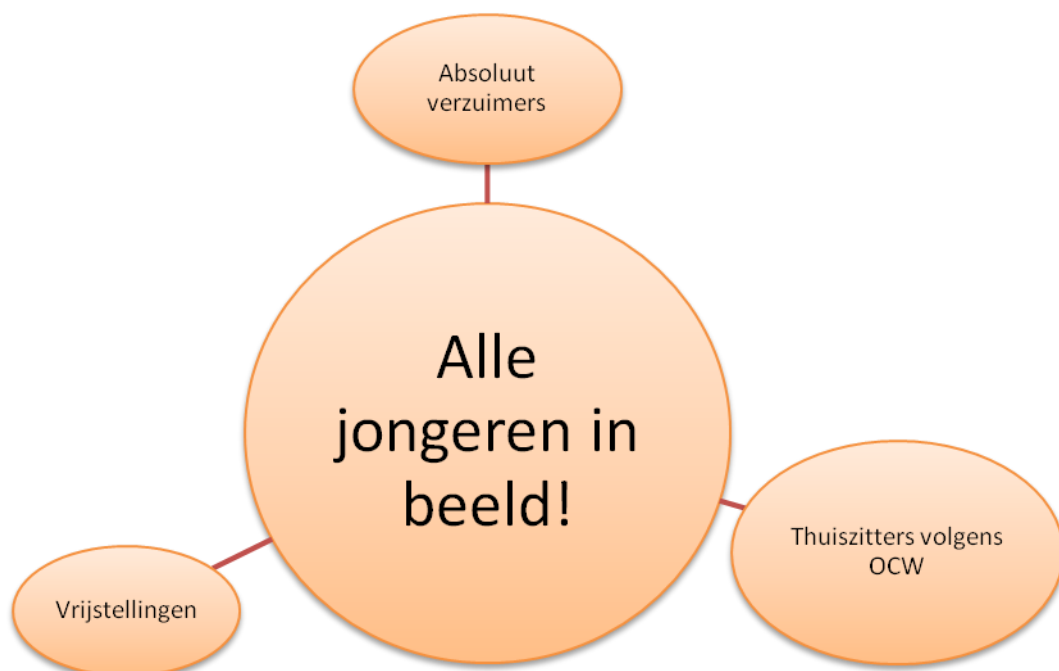 Absoluut
verzuimers
Alle
jongeren in
beeld!
Thuiszitters volgens
OCW
Vrijstellingen